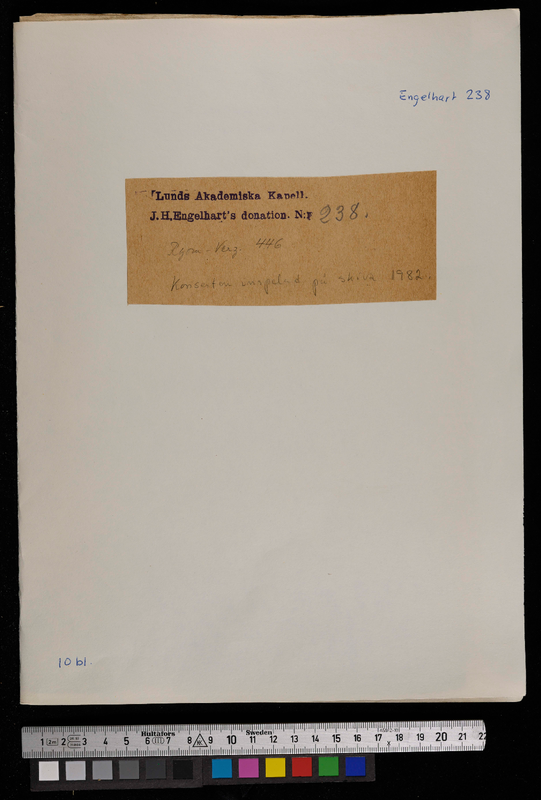 Engelhart 238
Lunds Akademiska Kapell.
J. H. Engelhart's donation. N:r 238.
Ryom-Verz. 446
Konserten inspelad på skiva 1982.
10 bl.
Hultafors Sweden
1 2m 2 3 4 5 6 7 8 9 10 11 12 13 14 15 16 17 18 19 20 21 22